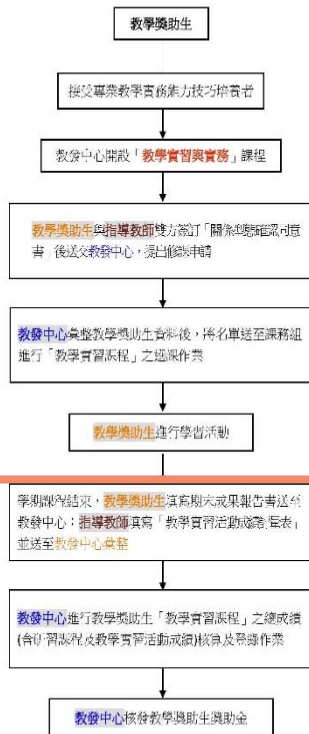 教學獎助生
接受專業教學實務能力技巧培養者
教發中心開設「教學實習與實務」課程
教學獎助生與指導教師雙方簽訂「關係型態確認同意
書」後送交教發中心，提出修課申請
教發中心彙整教學獎助生資料後，將名單送至課務組
進行「教學實習課程」之選課作業
教學獎助生進行學習活動
學期課程結束，教學獎助生填寫期末成果報告書送至
教發中心；指導教師填寫「教學實習活動成績 表」
並送至教發中心彙整
教發中心進行教學獎助生「教學實習課程」之總成績
(含研習課程及教學實習活動成績)核算及登錄作業
教發中心核發教學獎助生獎助金